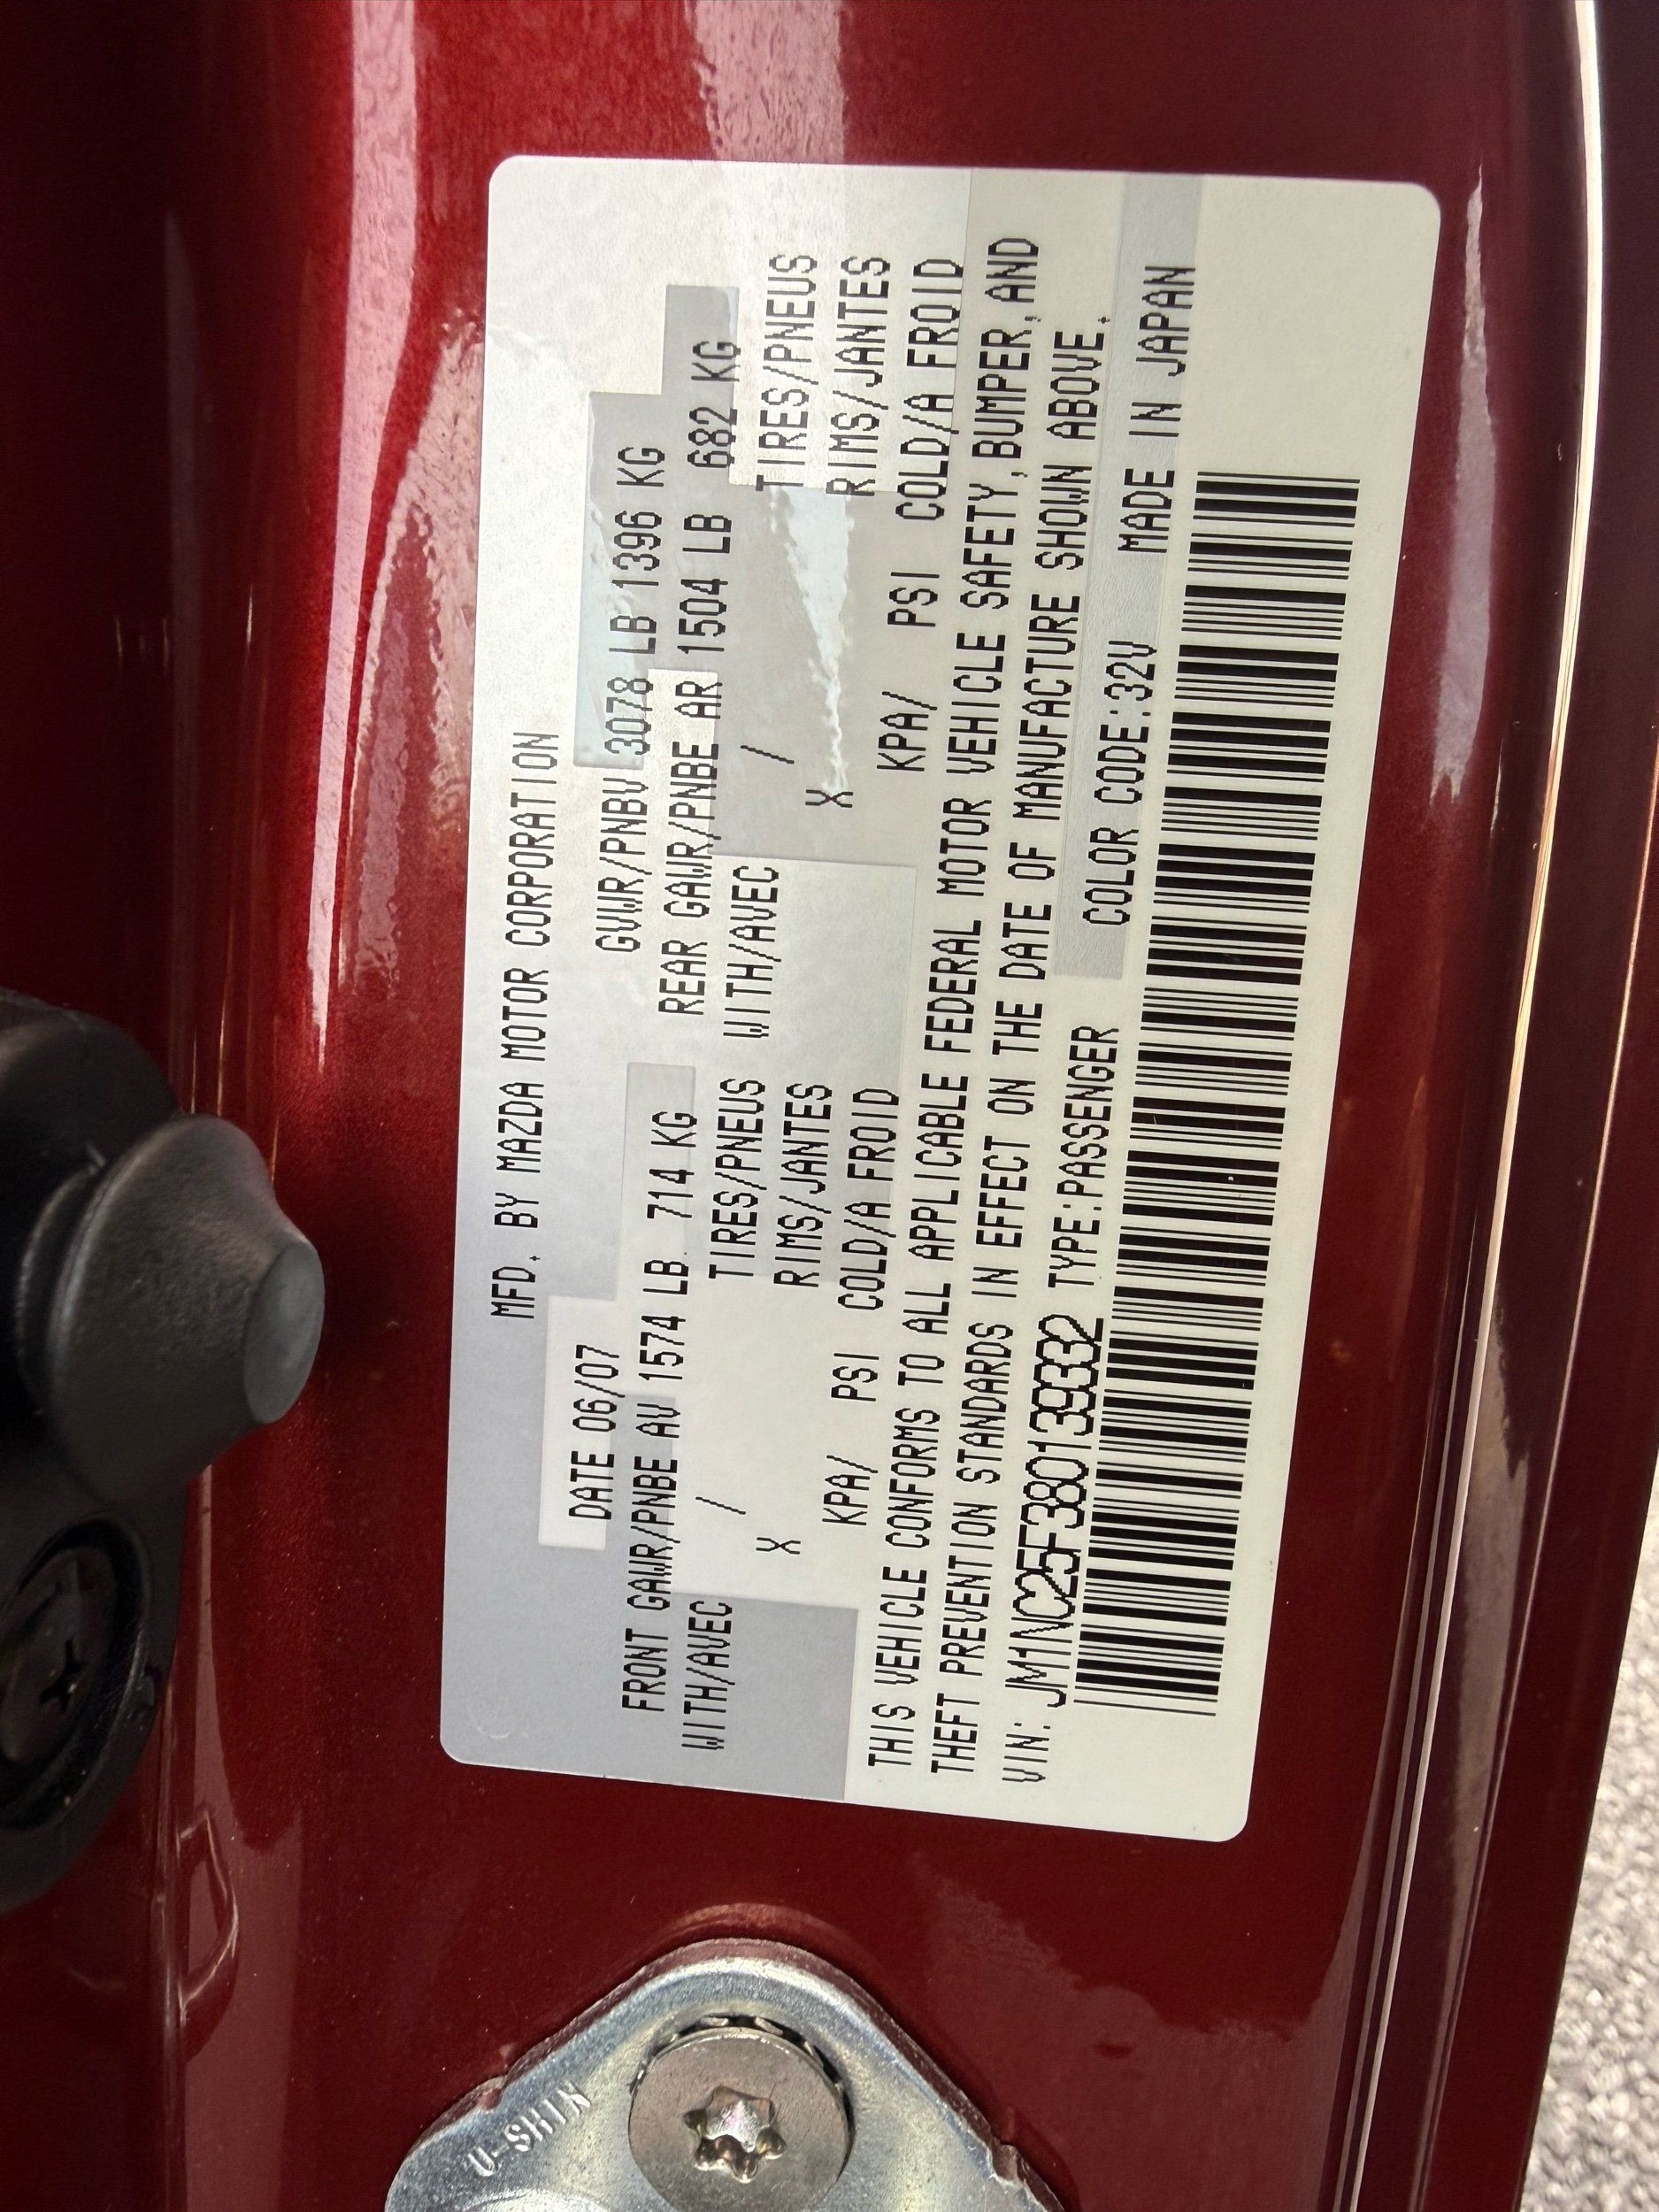 MFD. BY MAZDA MOTOR CORPORATION
DATE 06/07 GVWR/PNBV 3078 LB 1396 KG
FRONT GAWR/PNBE AV 1574 LB 714 KG REAR GAWR/PNBE AR 1504 LB 682 KG
WITH/AVEC / TIRES/PNEUS WITH/AVEC / TIRES/PNEUS
X RIMS/JANTES X RIMS/JANTES
KPA/ PSI COLD/A FROID KPA/ PSI COLD/A FROID
THIS VEHICLE CONFORMS TO ALL APPLICABLE FEDERAL MOTOR VEHICLE SAFETY,BUMPER,AND
THEFT PREVENTION STANDARDS IN EFFECT ON THE DATE OF MANUFACTURE SHOWN ABOVE.
VIN: JM1NC25F380139332 TYPE:PASSENGER COLOR CODE:32V MADE IN JAPAN
U-SHIN